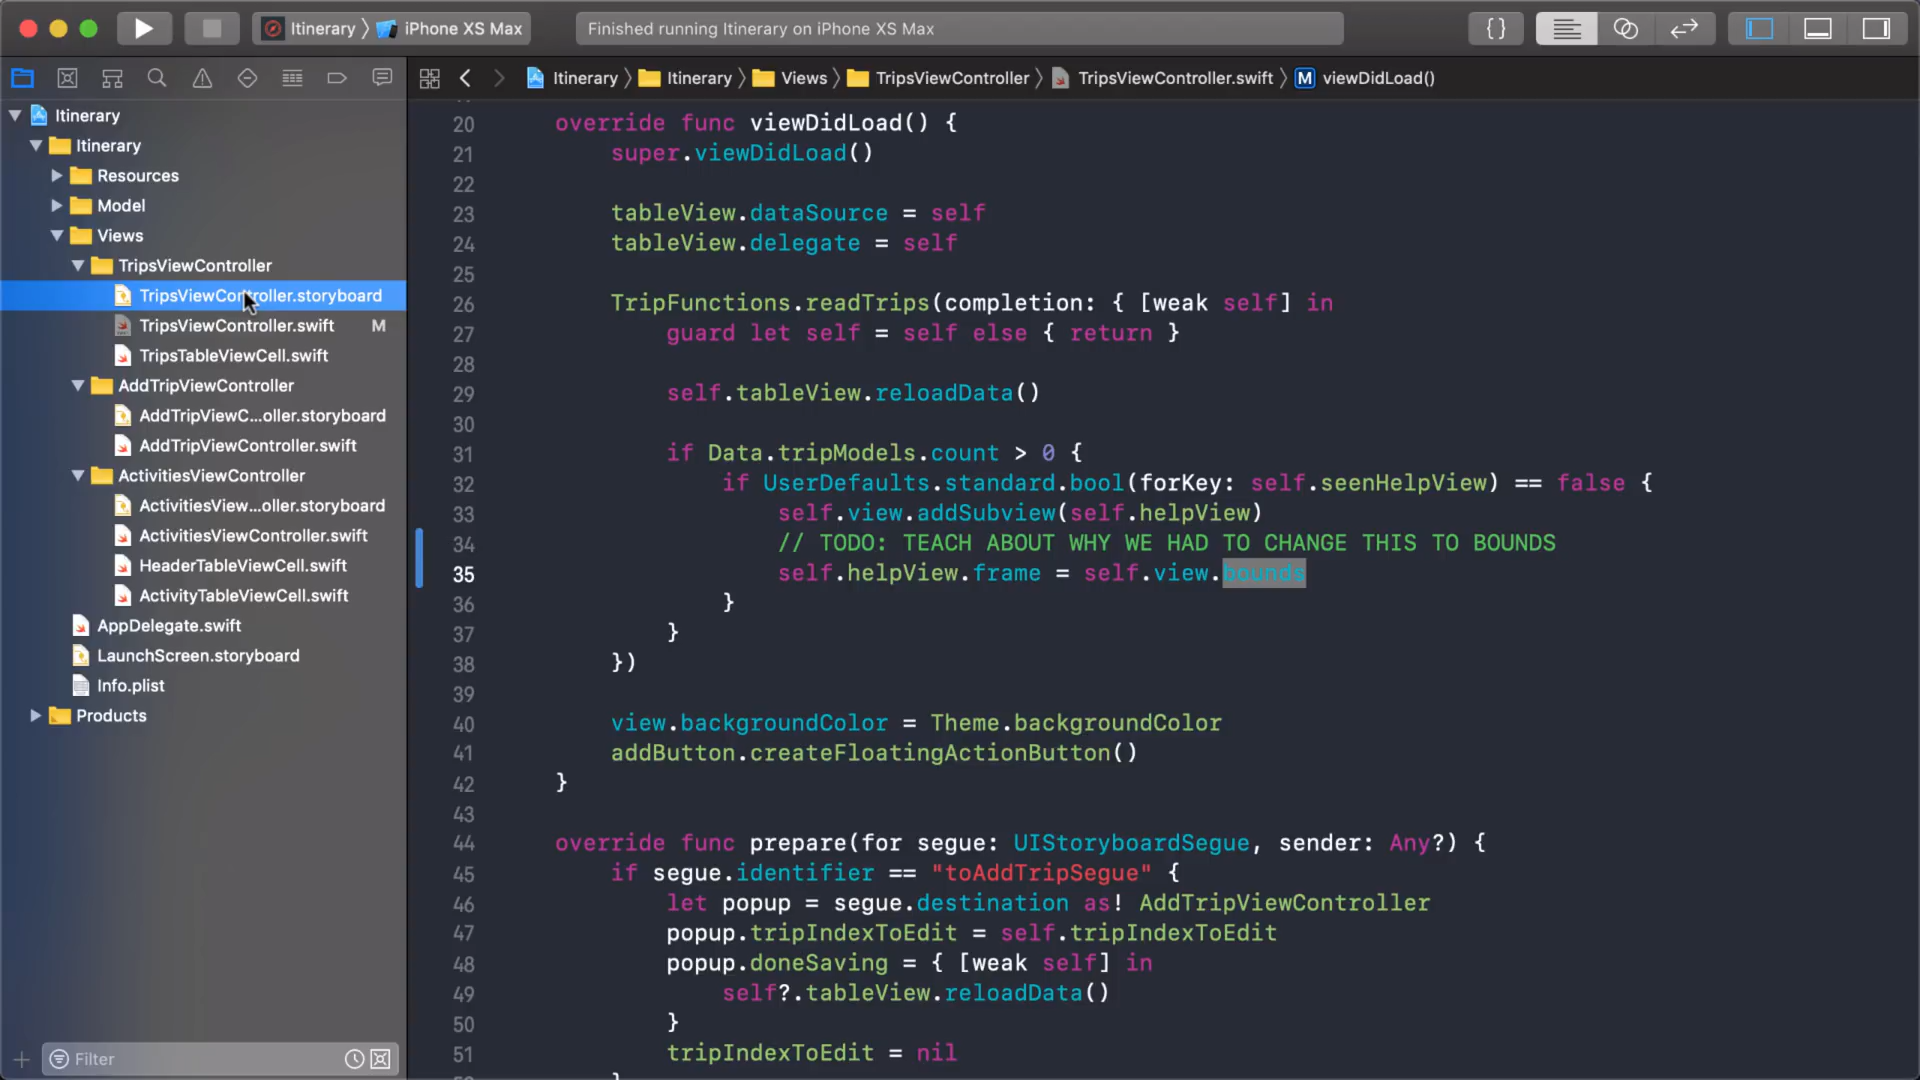 Itinerary
iPhone XS Max
Finished running Itinerary on iPhone XS Max
{ }
Itinerary
Itinerary
Views
TripsViewController
TripsViewController.swift
M
viewDidLoad()
Itinerary
Itinerary
Resources
Model
Views
TripsViewController
TripsViewController.storyboard
TripsViewController.swift M
TripsTableViewCell.swift
AddTripViewController
AddTripViewC...oller.storyboard
AddTripViewController.swift
ActivitiesViewController
ActivitiesView...oller.storyboard
ActivitiesViewController.swift
HeaderTableViewCell.swift
ActivityTableViewCell.swift
AppDelegate.swift
LaunchScreen.storyboard
Info.plist
Products
Filter
20 override func viewDidLoad() {
21 super.viewDidLoad()
22
23 tableView.dataSource = self
24 tableView.delegate = self
25
26 TripFunctions.readTrips(completion: { [weak self] in
27 guard let self = self else { return }
28
29 self.tableView.reloadData()
30
31 if Data.tripModels.count > 0 {
32 if UserDefaults.standard.bool(forKey: self.seenHelpView) == false {
33 self.view.addSubview(self.helpView)
34 // TODO: TEACH ABOUT WHY WE HAD TO CHANGE THIS TO BOUNDS
35 self.helpView.frame = self.view.bounds
36 }
37 }
38 })
39
40 view.backgroundColor = Theme.backgroundColor
41 addButton.createFloatingActionButton()
42 }
43
44 override func prepare(for segue: UIStoryboardSegue, sender: Any?) {
45 if segue.identifier == "toAddTripSegue" {
46 let popup = segue.destination as! AddTripViewController
47 popup.tripIndexToEdit = self.tripIndexToEdit
48 popup.doneSaving = { [weak self] in
49 self?.tableView.reloadData()
50 }
51 tripIndexToEdit = nil